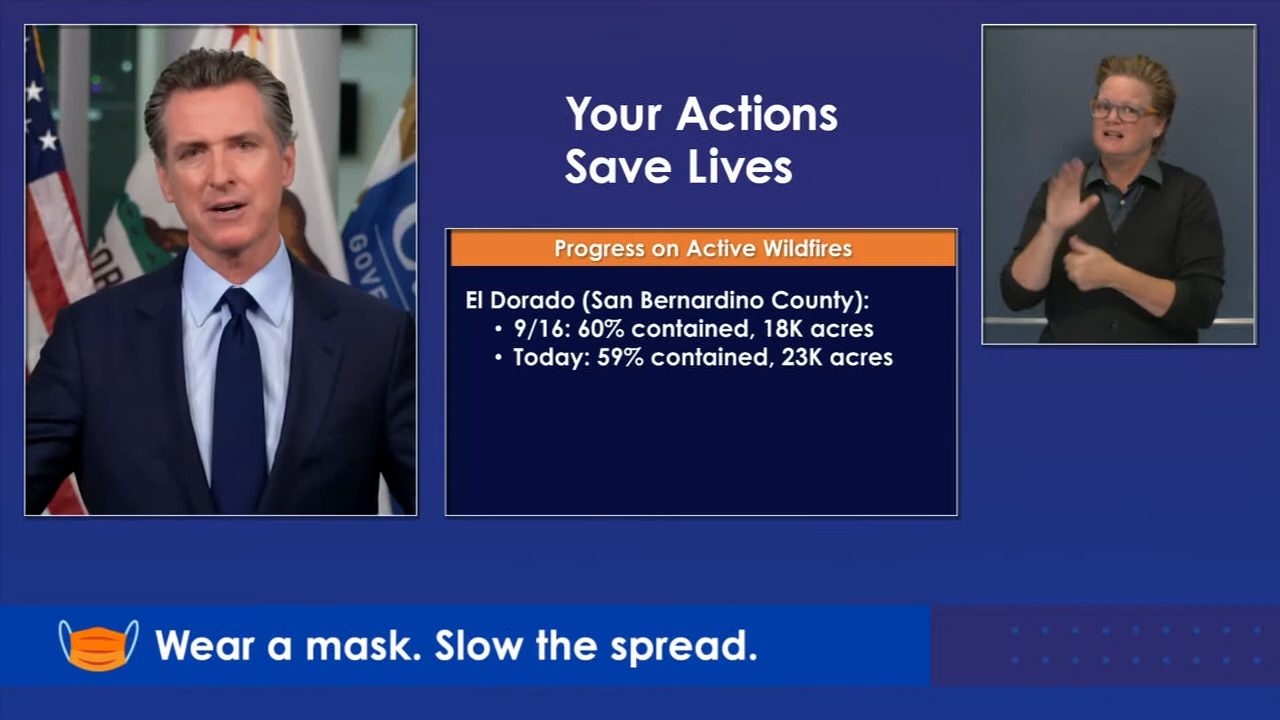 Your Actions
Save Lives
Progress on Active Wildfires
El Dorado (San Bernardino County):
• 9/16: 60% contained, 18K acres
• Today: 59% contained, 23K acres
GOVE
Wear a mask. Slow the spread.